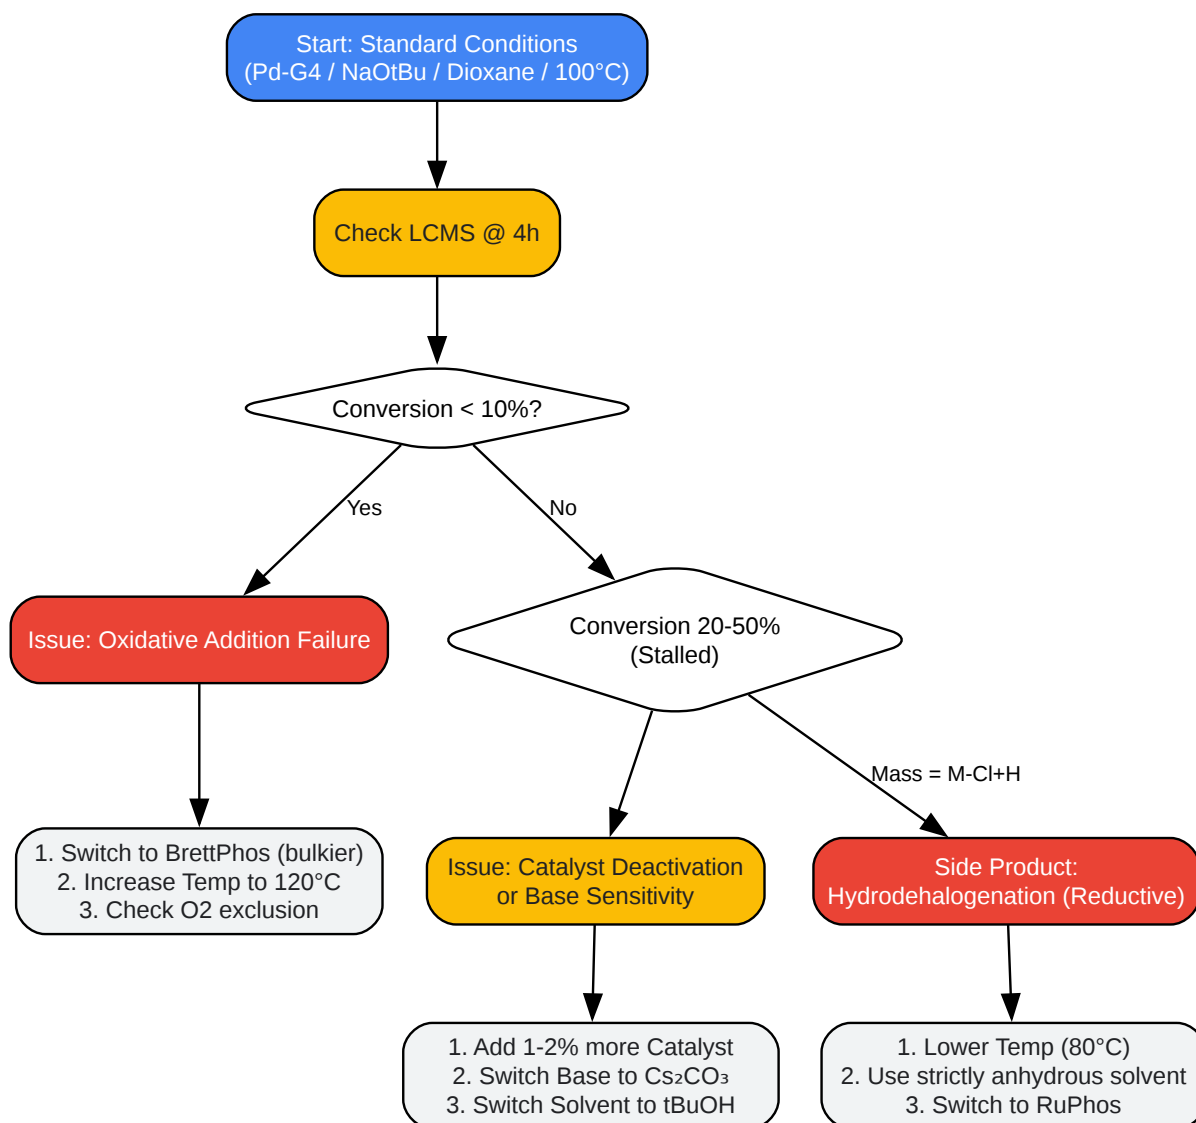 Start: Standard Conditions
(Pd-G4 / NaOtBu / Dioxane / 100°C)
Check LCMS @ 4h
Conversion < 10%?
Yes
No
Issue: Oxidative Addition Failure
Conversion 20-50%
(Stalled)
Mass = M-Cl+H
1. Switch to BrettPhos (bulkier)
2. Increase Temp to 120°C
3. Check O2 exclusion
Issue: Catalyst Deactivation
or Base Sensitivity
Side Product:
Hydrodehalogenation (Reductive)
1. Add 1-2% more Catalyst
2. Switch Base to Cs₂CO₃
3. Switch Solvent to tBuOH
1. Lower Temp (80°C)
2. Use strictly anhydrous solvent
3. Switch to RuPhos